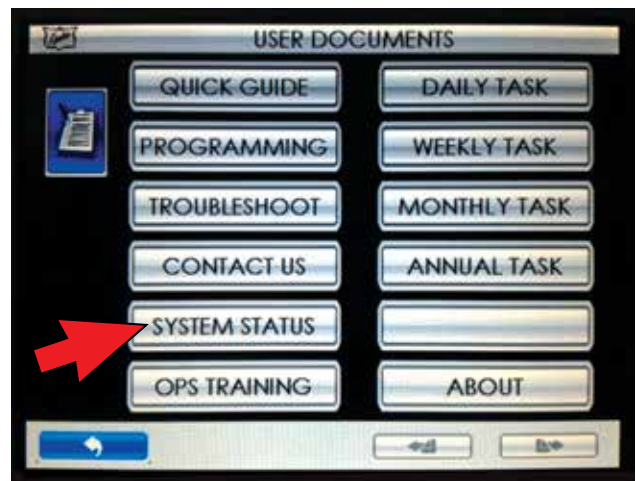 USER DOCUMENTS
QUICK GUIDE
DAILY TASK
PROGRAMMING
WEEKLY TASK
TROUBLESHOOT
MONTHLY TASK
CONTACT US
ANNUAL TASK
SYSTEM STATUS
OPS TRAINING
ABOUT